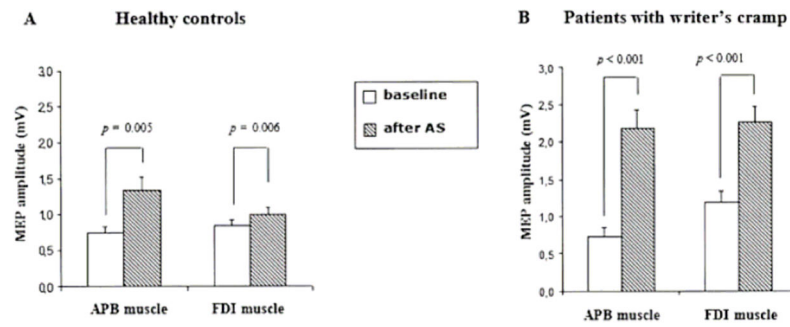 A Healthy controls
MEP amplitude (mV)
3,0
2,5
2,0
1,5
1,0
0,5
0,0
p = 0.005
p = 0.006
APB muscle FDI muscle
baseline
after AS
B Patients with writer's cramp
MEP amplitude (mV)
3,0
2,5
2,0
1,5
1,0
0,5
0,0
p < 0.001
p < 0.001
APB muscle FDI muscle